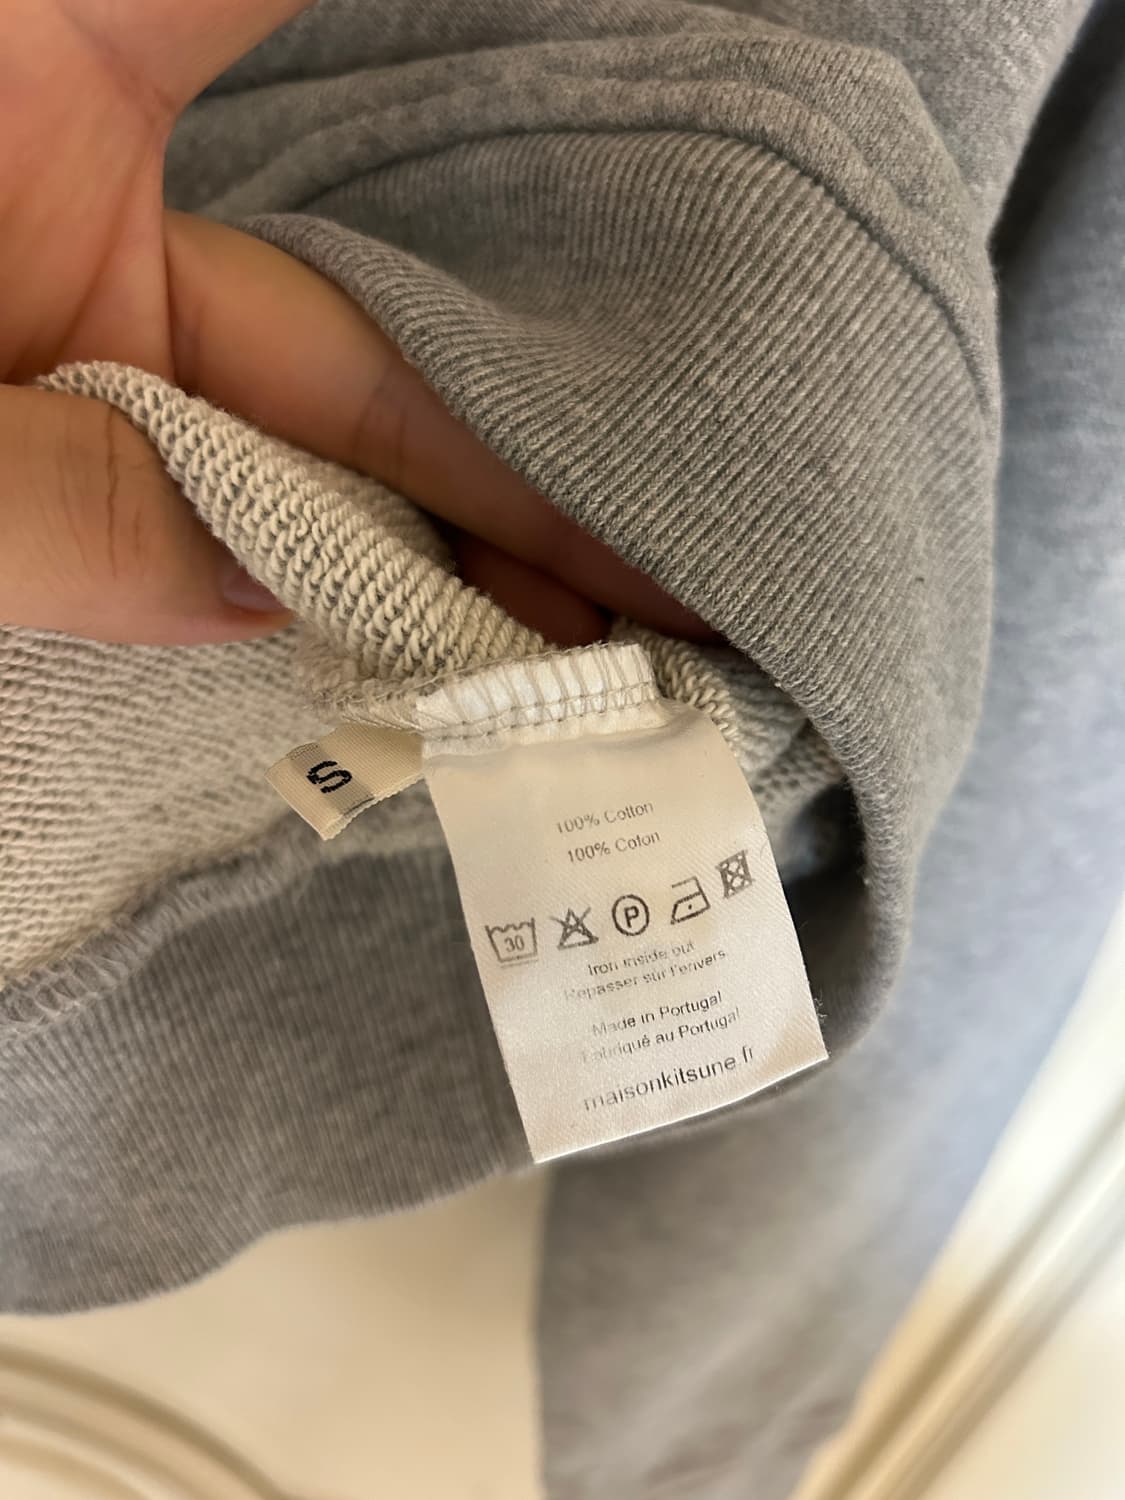 S
100% Cotton
100% Coton
30 P
Iron inside out
Repasser sur l'envers
Made in Portugal
Fabriqué au Portugal
maisonkitsune.fr